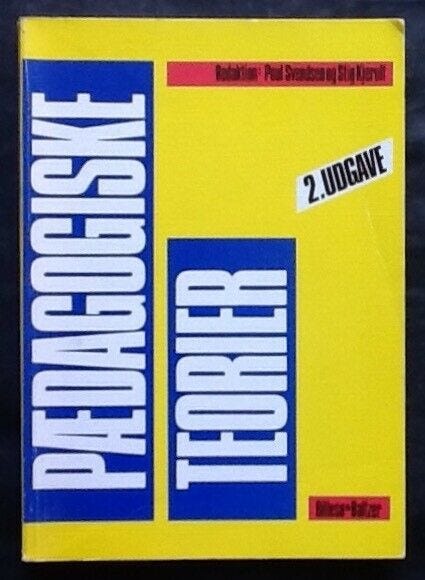 Redaktion: Poul Svendsen og Stig Kjerulf
2. UDGAVE
PÆDAGOGISKE
TEORIER
Billesø & Baltzer